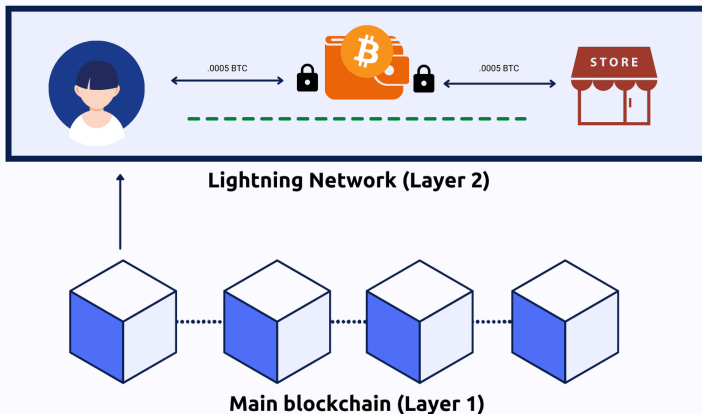 .0005 BTC
.0005 BTC
STORE
Lightning Network (Layer 2)
Main blockchain (Layer 1)